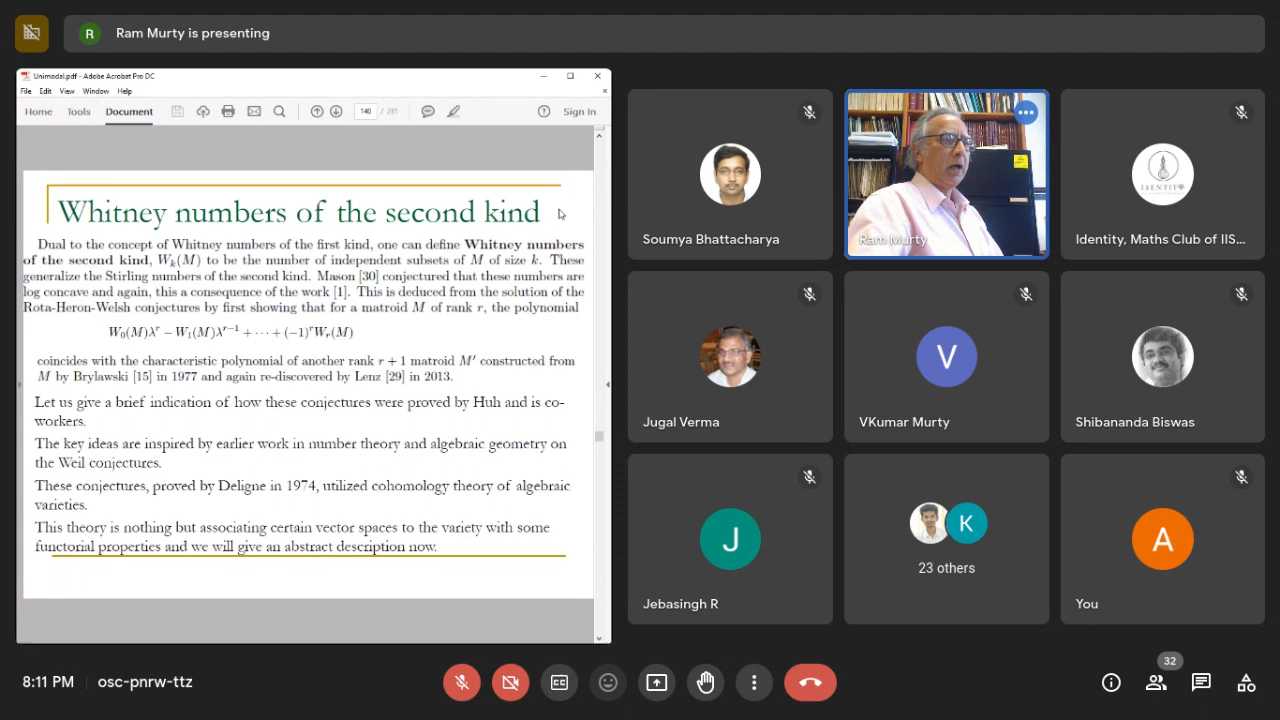 R
Ram Murty is presenting
Unimodal.pdf - Adobe Acrobat Pro DC
File Edit View Window Help
Home Tools Document 140 / 231 Sign In
Whitney numbers of the second kind
Dual to the concept of Whitney numbers of the first kind, one can define Whitney numbers
of the second kind, Wₖ(M) to be the number of independent subsets of M of size k. These
generalize the Stirling numbers of the second kind. Mason [30] conjectured that these numbers are
log concave and again, this a consequence of the work [1]. This is deduced from the solution of the
Rota-Heron-Welsh conjectures by first showing that for a matroid M of rank r, the polynomial
W₀(M)λʳ − W₁(M)λʳ⁻¹ + ··· + (−1)ʳWᵣ(M)
coincides with the characteristic polynomial of another rank r + 1 matroid M′ constructed from
M by Brylawski [15] in 1977 and again re-discovered by Lenz [29] in 2013.
Let us give a brief indication of how these conjectures were proved by Huh and is co-
workers.
The key ideas are inspired by earlier work in number theory and algebraic geometry on
the Weil conjectures.
These conjectures, proved by Deligne in 1974, utilized cohomology theory of algebraic
varieties.
This theory is nothing but associating certain vector spaces to the variety with some
functorial properties and we will give an abstract description now.
Soumya Bhattacharya
Ram Murty
IDENTITY
Identity, Maths Club of IIS...
Jugal Verma
V
VKumar Murty
Shibananda Biswas
J
Jebasingh R
K
23 others
A
You
8:11 PM osc-pnrw-ttz
CC
32